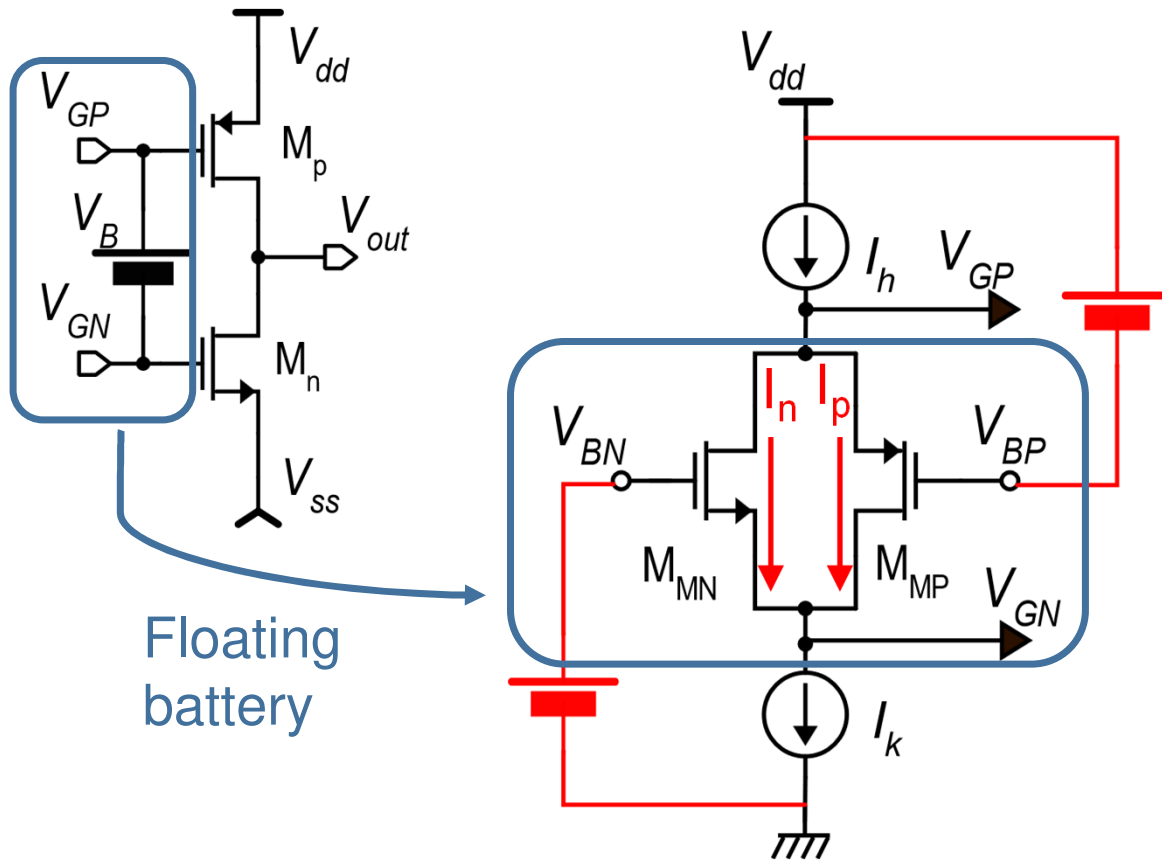 V_dd
V_GP
M_p
V_B
V_out
V_GN
M_n
V_ss
Floating
battery
V_dd
I_h
V_GP
I_n
I_p
V_BN
V_BP
M_MN
M_MP
V_GN
I_k